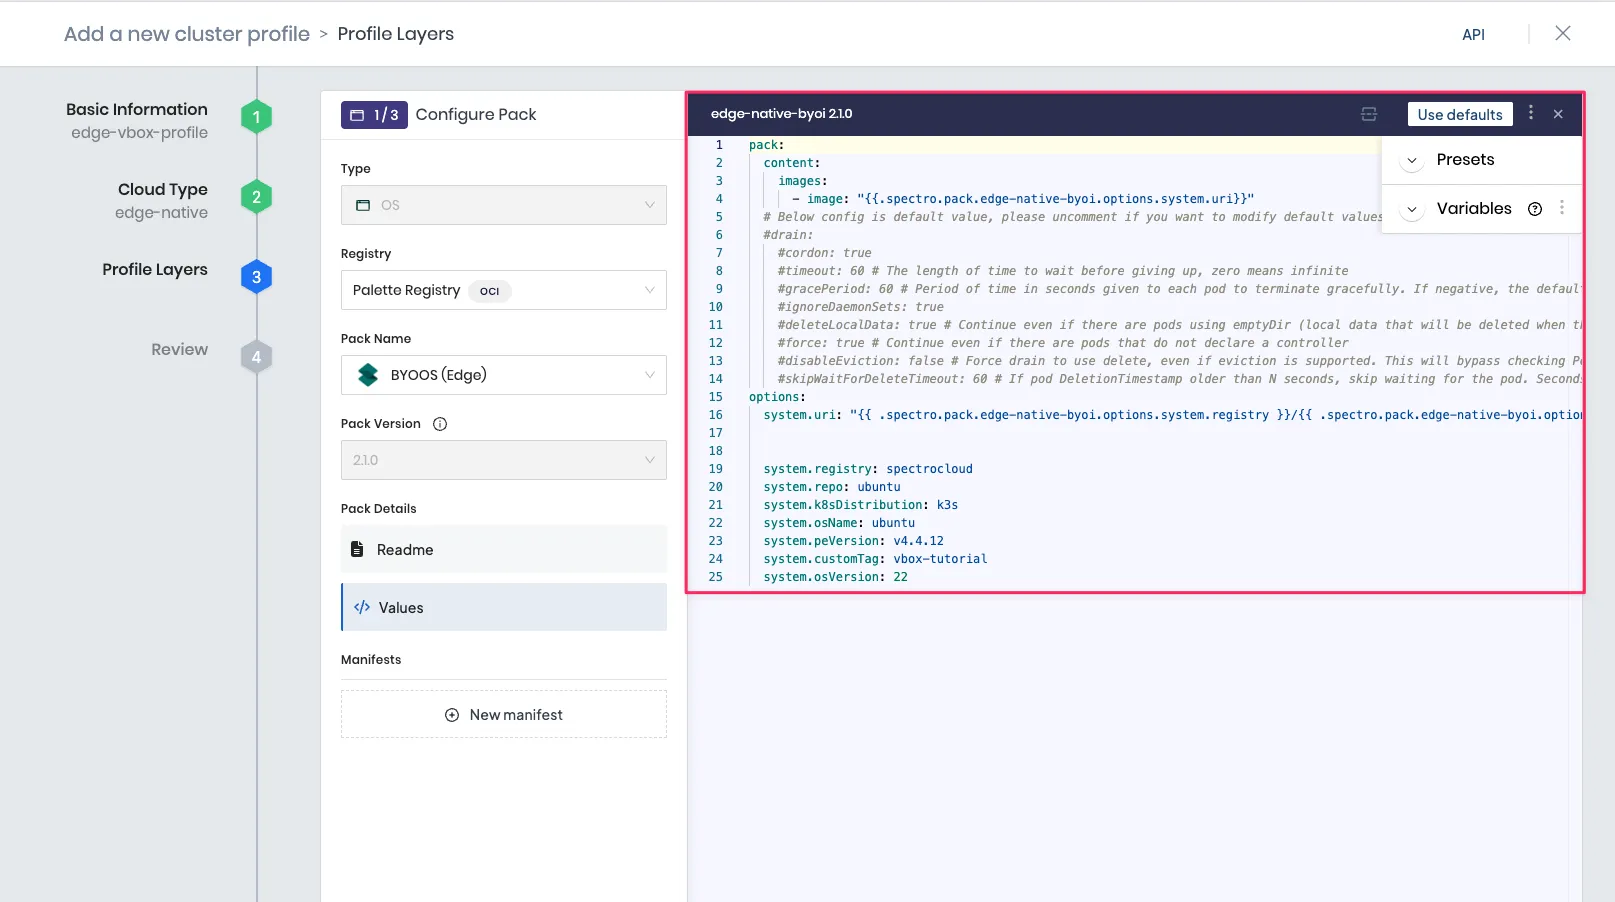 Add a new cluster profile > Profile Layers
API
Basic Information
edge-vbox-profile
1
Cloud Type
edge-native
2
Profile Layers
3
Review
4
1/3 Configure Pack
Type
OS
Registry
Palette Registry OCI
Pack Name
BYOOS (Edge)
Pack Version
2.1.0
Pack Details
Readme
</> Values
Manifests
New manifest
edge-native-byoi 2.1.0
Use defaults
Presets
Variables
1 pack:
2 content:
3 images:
4 - image: "{{.spectro.pack.edge-native-byoi.options.system.uri}}"
5 # Below config is default value, please uncomment if you want to modify default values
6 #drain:
7 #cordon: true
8 #timeout: 60 # The length of time to wait before giving up, zero means infinite
9 #gracePeriod: 60 # Period of time in seconds given to each pod to terminate gracefully. If negative, the defaul
10 #ignoreDaemonSets: true
11 #deleteLocalData: true # Continue even if there are pods using emptyDir (local data that will be deleted when t
12 #force: true # Continue even if there are pods that do not declare a controller
13 #disableEviction: false # Force drain to use delete, even if eviction is supported. This will bypass checking P
14 #skipWaitForDeleteTimeout: 60 # If pod DeletionTimestamp older than N seconds, skip waiting for the pod. Second
15 options:
16 system.uri: "{{ .spectro.pack.edge-native-byoi.options.system.registry }}/{{ .spectro.pack.edge-native-byoi.option
17
18
19 system.registry: spectrocloud
20 system.repo: ubuntu
21 system.k8sDistribution: k3s
22 system.osName: ubuntu
23 system.peVersion: v4.4.12
24 system.customTag: vbox-tutorial
25 system.osVersion: 22